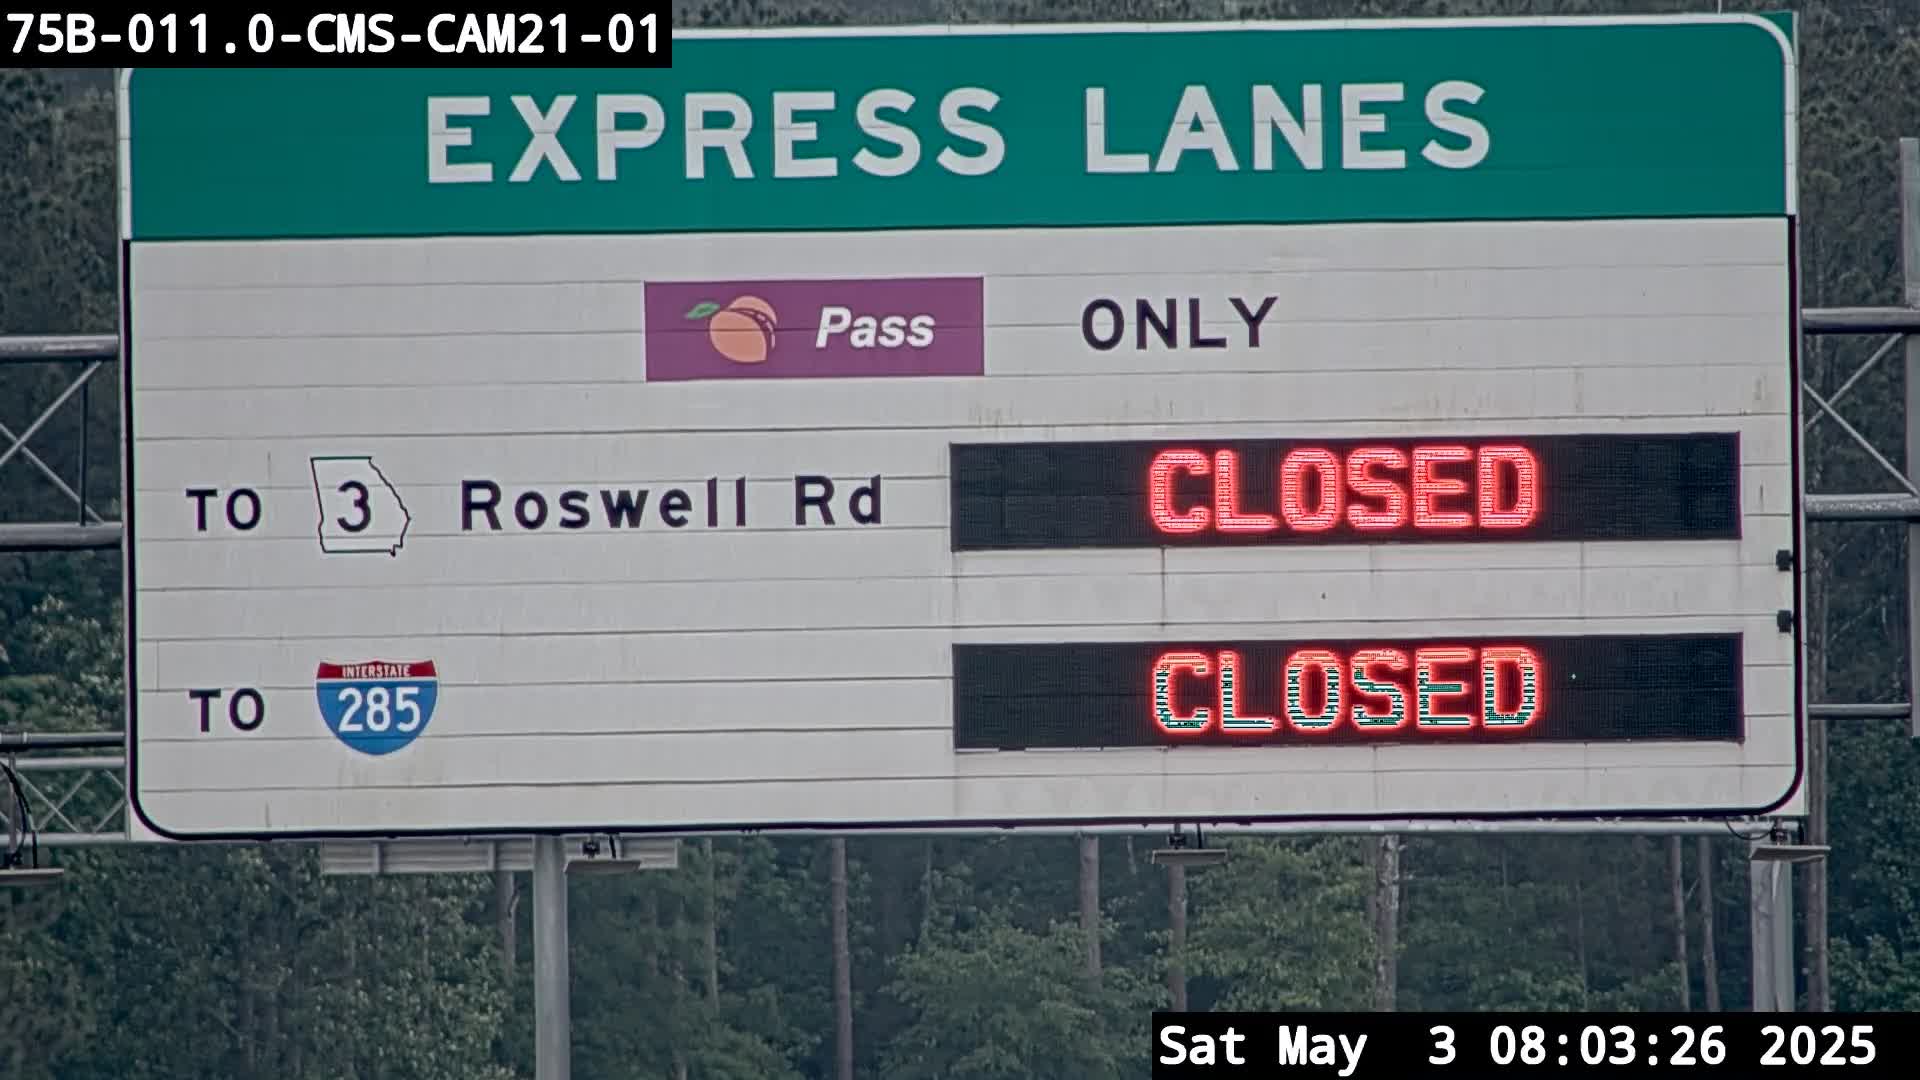 75B-011.0-CMS-CAM21-01
EXPRESS LANES
Pass ONLY
TO 3 Roswell Rd CLOSED
INTERSTATE
TO 285 CLOSED
Sat May 3 08:03:26 2025